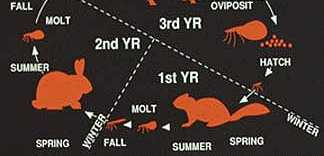 FALL
MOLT
3rd YR
OVIPOSIT
2nd YR
HATCH
SUMMER
1st YR
MOLT
WINTER
WINTER
SPRING
FALL
SUMMER
SPRING